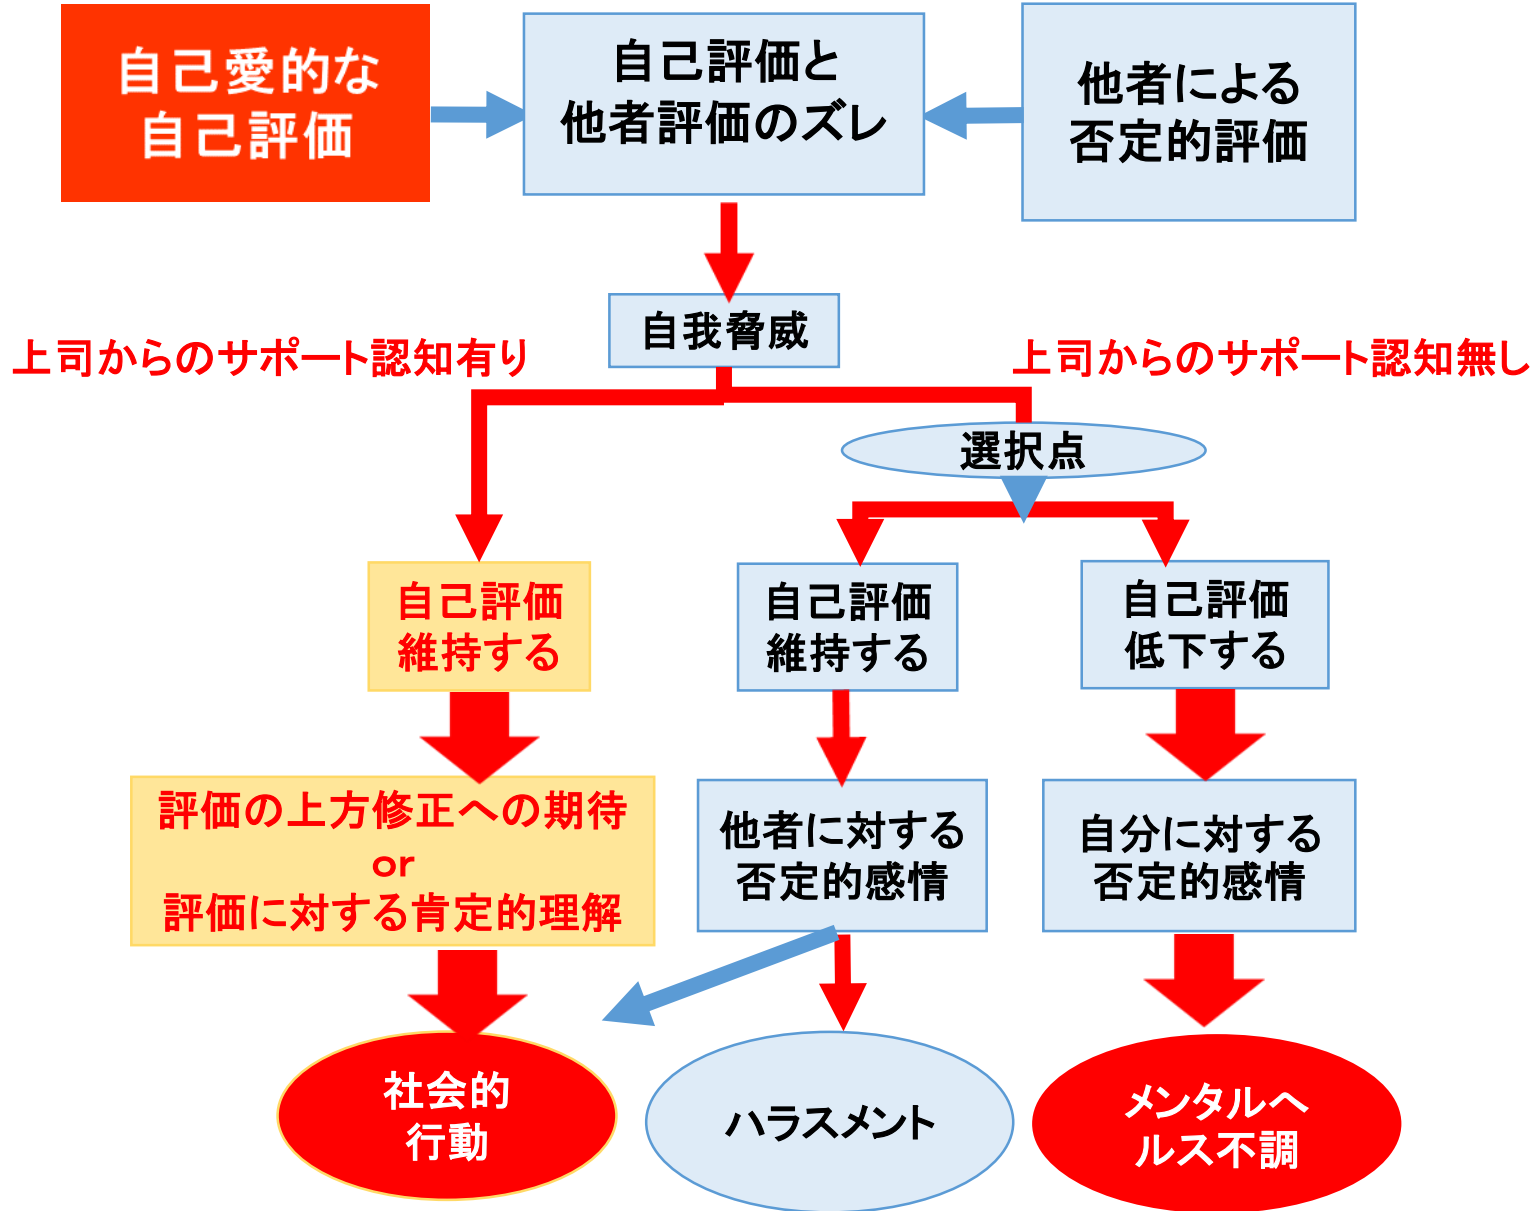 自己愛的な
自己評価
自己評価と
他者評価のズレ
他者による
否定的評価
自我脅威
上司からのサポート認知有り
上司からのサポート認知無し
選択点
自己評価
維持する
自己評価
維持する
自己評価
低下する
評価の上方修正への期待
or
評価に対する肯定的理解
他者に対する
否定的感情
自分に対する
否定的感情
社会的
行動
ハラスメント
メンタルヘ
ルス不調